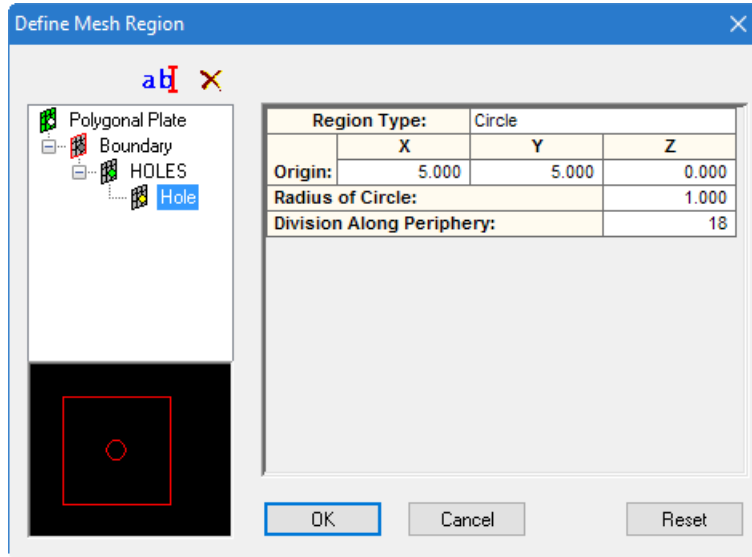 Define Mesh Region
ab
Polygonal Plate
Boundary
HOLES
Hole
Region Type: Circle
X Y Z
Origin: 5.000 5.000 0.000
Radius of Circle: 1.000
Division Along Periphery: 18
OK Cancel Reset